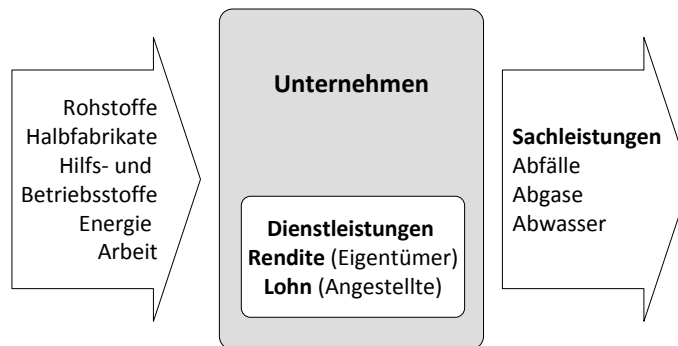 Rohstoffe
Halbfabrikate
Hilfs- und
Betriebsstoffe
Energie
Arbeit
Unternehmen
Dienstleistungen
Rendite (Eigentümer)
Lohn (Angestellte)
Sachleistungen
Abfälle
Abgase
Abwasser